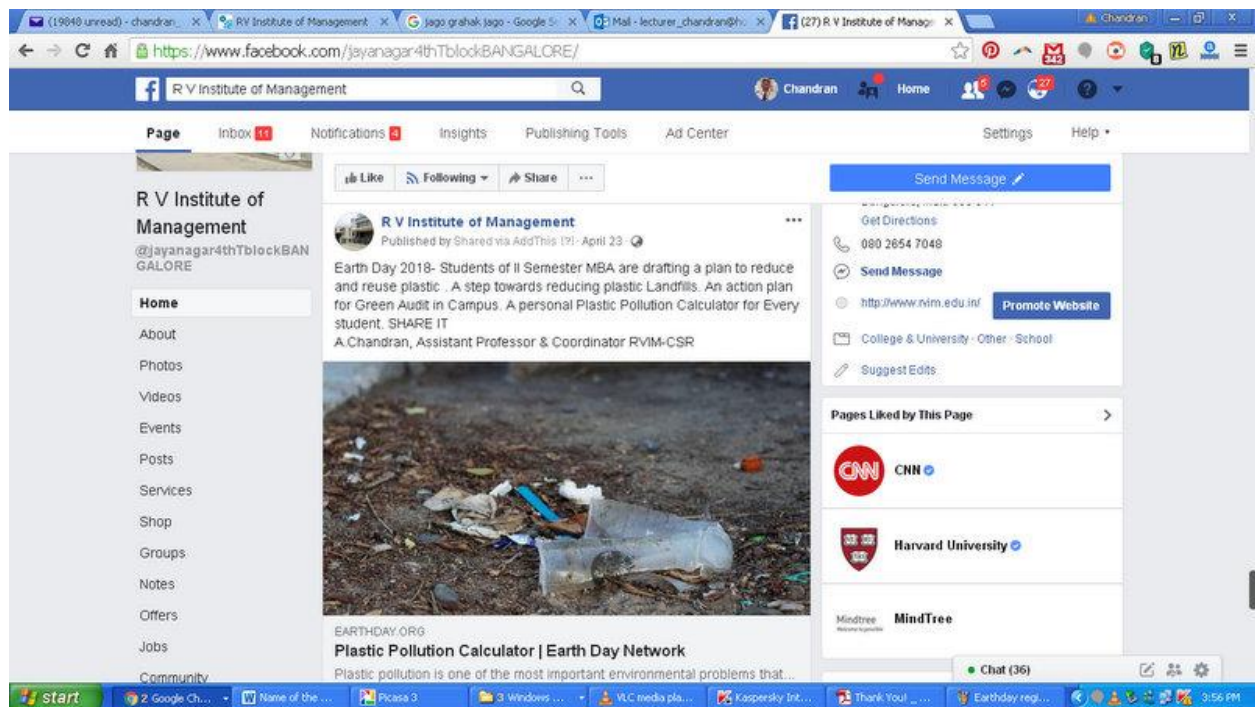 (19848 unread) - chandran_
RV Institute of Management
jago grahak jago - Google S
Mail - lecturer_chandran@h
(27) R V Institute of Manage
Chandran
https://www.facebook.com/jayanagar4thTblockBANGALORE/
342
R V Institute of Management
Chandran
Home
6
27
Page
Inbox 11
Notifications 4
Insights
Publishing Tools
Ad Center
Settings
Help
R V Institute of
Management
@jayanagar4thTblockBAN
GALORE
Home
About
Photos
Videos
Events
Posts
Services
Shop
Groups
Notes
Offers
Jobs
Community
Like
Following
Share
R V Institute of Management
Published by Shared via AddThis [?] · April 23 ·
Earth Day 2018- Students of II Semester MBA are drafting a plan to reduce
and reuse plastic . A step towards reducing plastic Landfills. An action plan
for Green Audit in Campus. A personal Plastic Pollution Calculator for Every
student. SHARE IT
A.Chandran, Assistant Professor & Coordinator RVIM-CSR
EARTHDAY.ORG
Plastic Pollution Calculator | Earth Day Network
Plastic pollution is one of the most important environmental problems that...
Send Message
Get Directions
080 2654 7048
Send Message
http://www.rvim.edu.in/
Promote Website
College & University · Other · School
Suggest Edits
Pages Liked by This Page
CNN
CNN
Harvard University
Mindtree
MindTree
Chat (36)
start
2 Google Ch...
Name of the ...
Picasa 3
3 Windows ...
VLC media pla...
Kaspersky Int...
Thank You! _ ...
Earthday regi...
3:56 PM